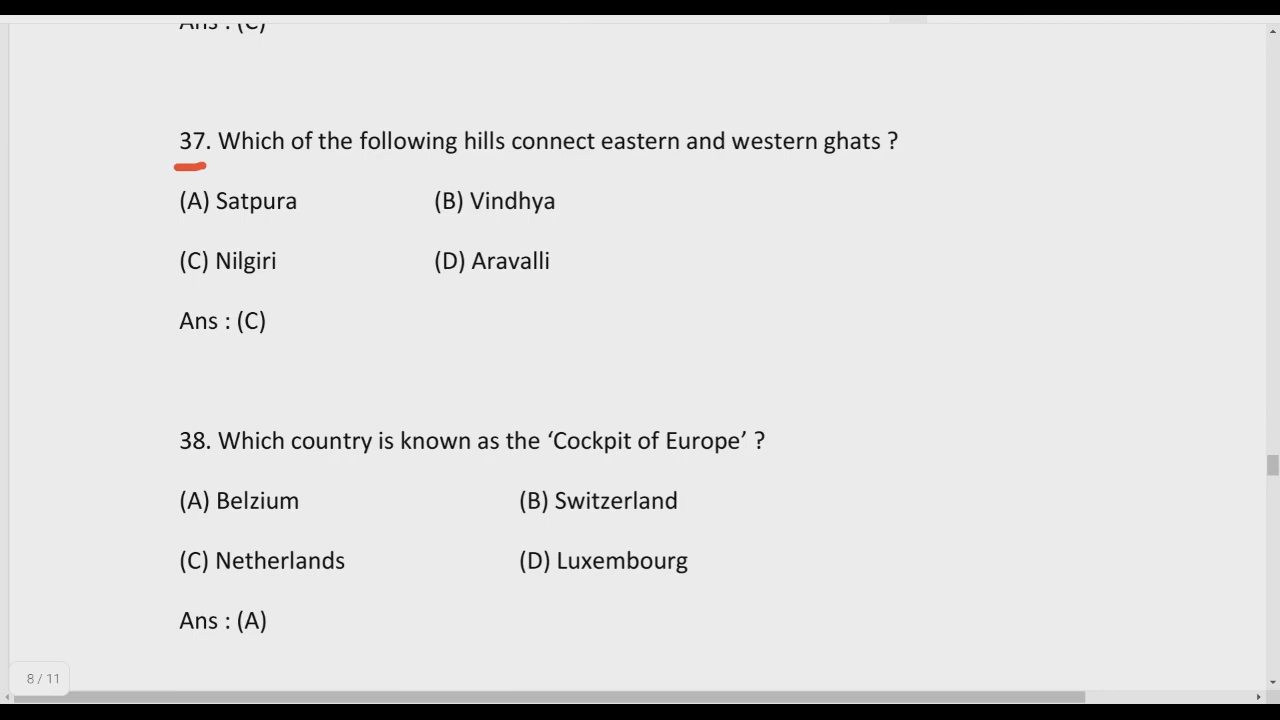 Ans : (C)
37. Which of the following hills connect eastern and western ghats ?
(A) Satpura (B) Vindhya
(C) Nilgiri (D) Aravalli
Ans : (C)
38. Which country is known as the ‘Cockpit of Europe’ ?
(A) Belzium (B) Switzerland
(C) Netherlands (D) Luxembourg
Ans : (A)
8 / 11